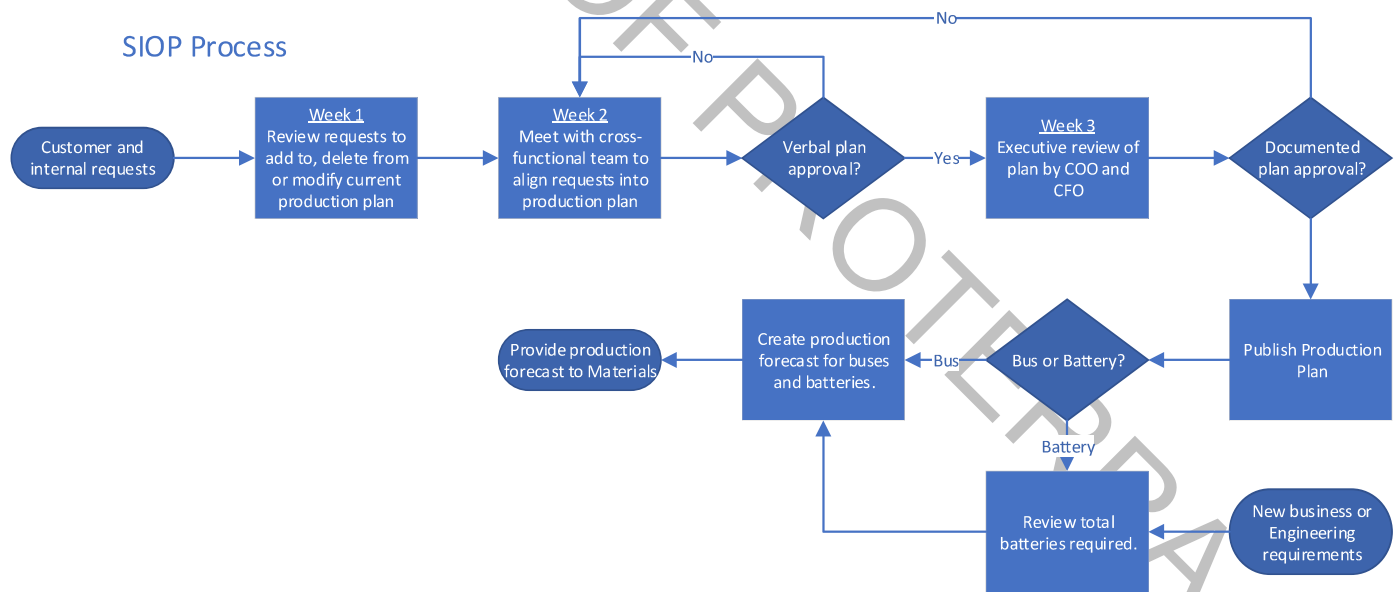 SIOP Process
No
No
Customer and
internal requests
Week 1
Review requests to
add to, delete from
or modify current
production plan
Week 2
Meet with cross-
functional team to
align requests into
production plan
Verbal plan
approval?
Yes
Week 3
Executive review of
plan by COO and
CFO
Documented
plan approval?
Provide production
forecast to Materials
Create production
forecast for buses
and batteries.
Bus
Bus or Battery?
Publish Production
Plan
Battery
Review total
batteries required.
New business or
Engineering
requirements
OF PROTERRA